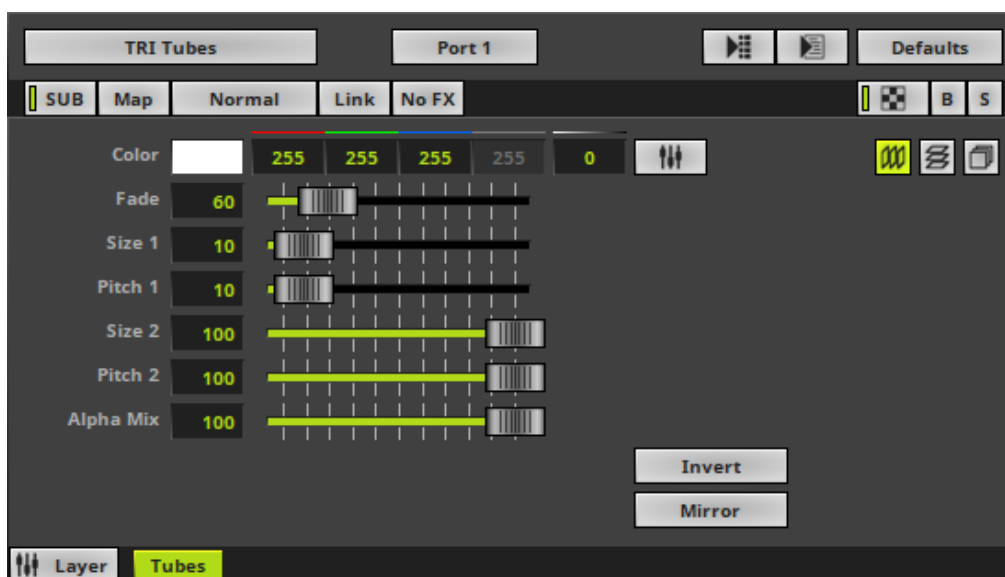 TRI Tubes Port 1 Defaults
SUB Map Normal Link No FX B S
Color 255 255 255 255 0
Fade 60
Size 1 10
Pitch 1 10
Size 2 100
Pitch 2 100
Alpha Mix 100
Invert
Mirror
Layer Tubes